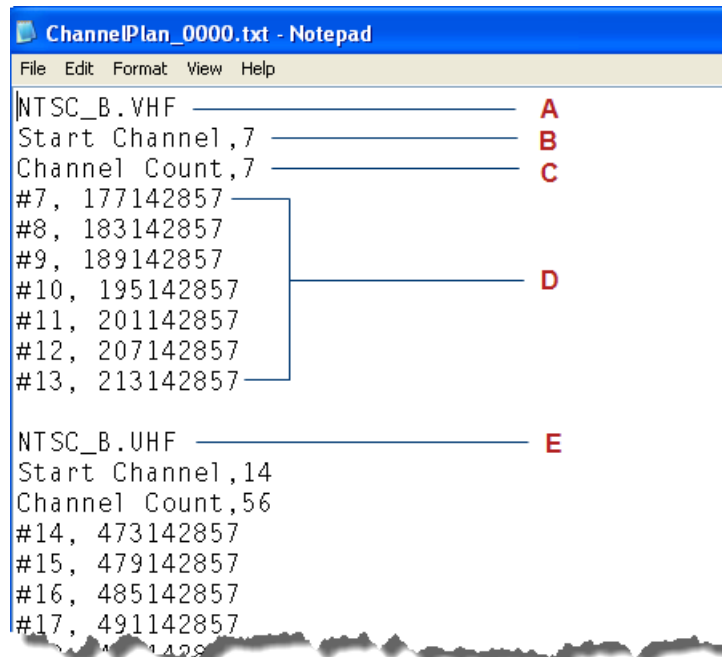 ChannelPlan_0000.txt - Notepad
File Edit Format View Help
NTSC_B.VHF A
Start Channel,7 B
Channel Count,7 C
#7, 177142857
#8, 183142857
#9, 189142857
#10, 195142857 D
#11, 201142857
#12, 207142857
#13, 213142857
NTSC_B.UHF E
Start Channel,14
Channel Count,56
#14, 473142857
#15, 479142857
#16, 485142857
#17, 491142857